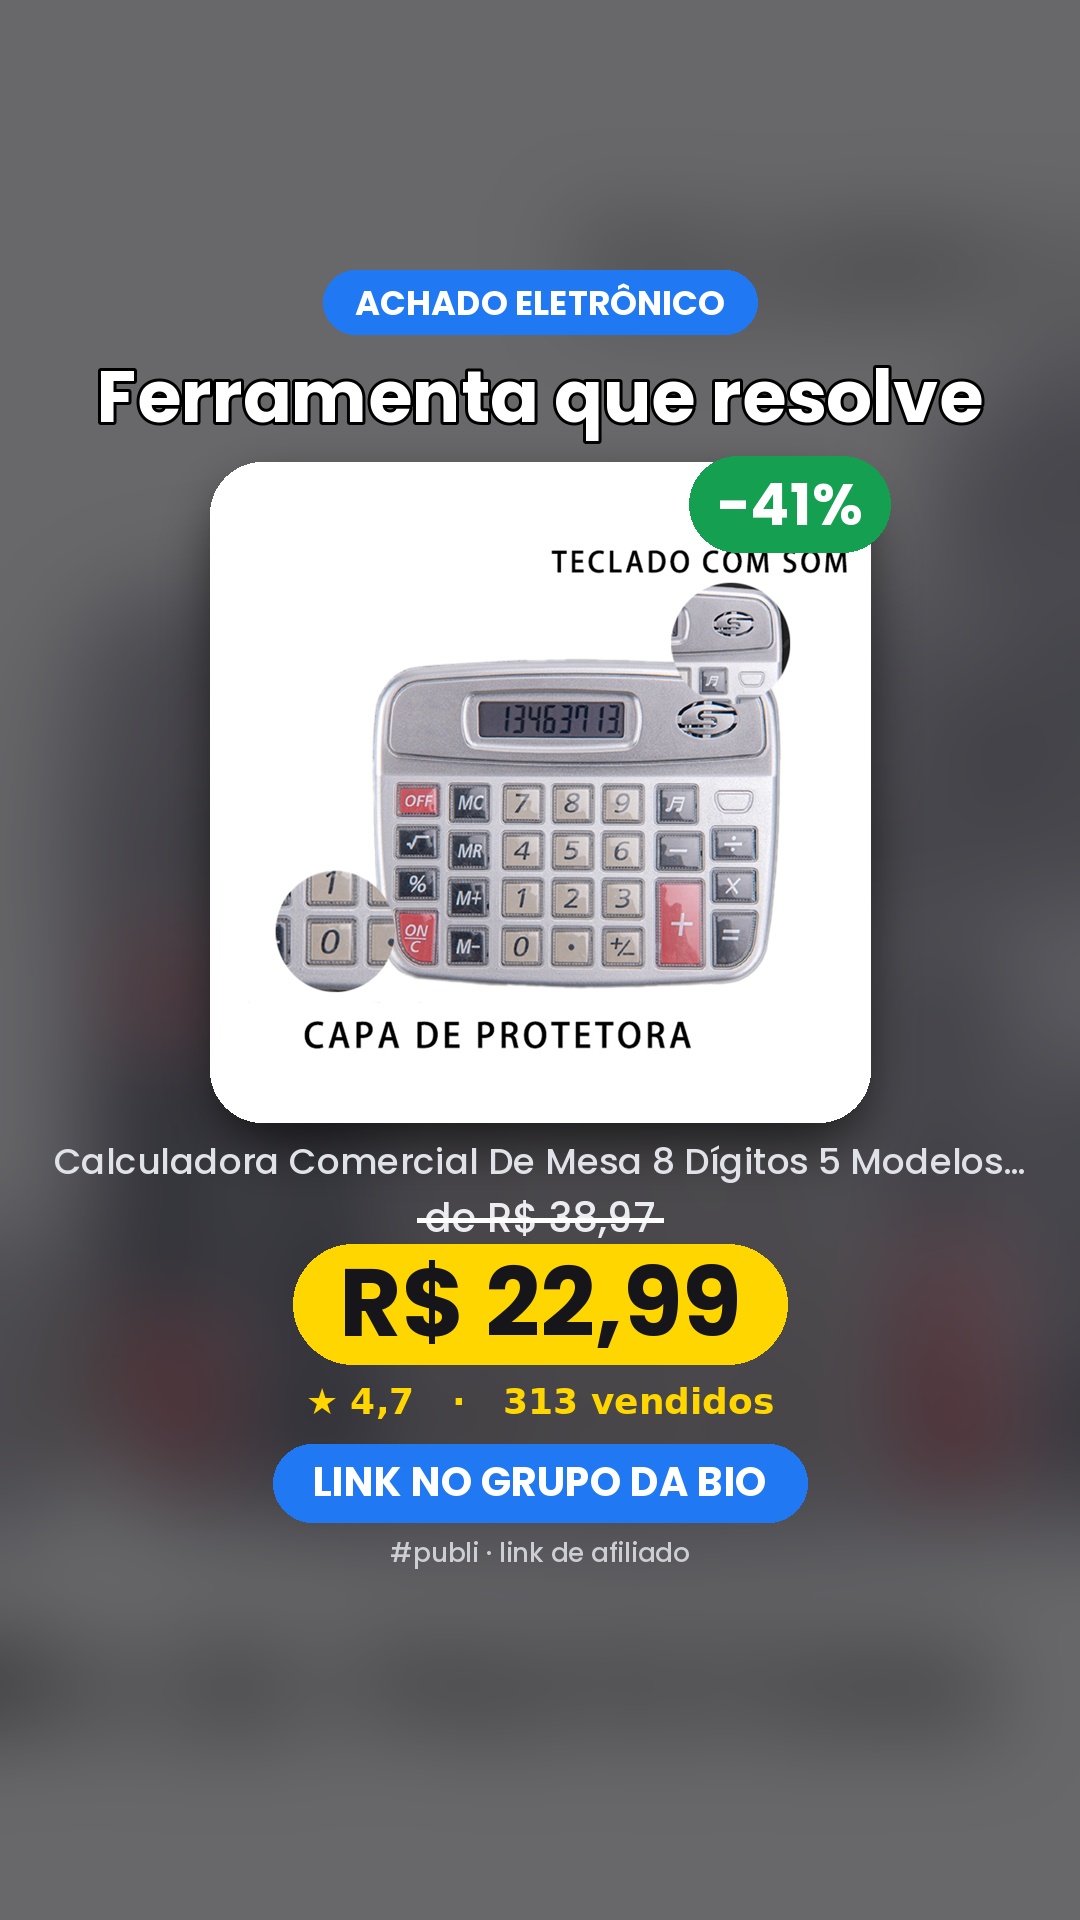 ACHADO ELETRÔNICO
Ferramenta que resolve
-41%
TECLADO COM SOM
13463713
OFF MC 7 8 9
√ MR 4 5 6 − ÷
% M+ 1 2 3 + X
ON/C M- 0 . +/- =
1
0 .
CAPA DE PROTETORA
Calculadora Comercial De Mesa 8 Dígitos 5 Modelos...
de R$ 38,97
R$ 22,99
★ 4,7 · 313 vendidos
LINK NO GRUPO DA BIO
#publi · link de afiliado